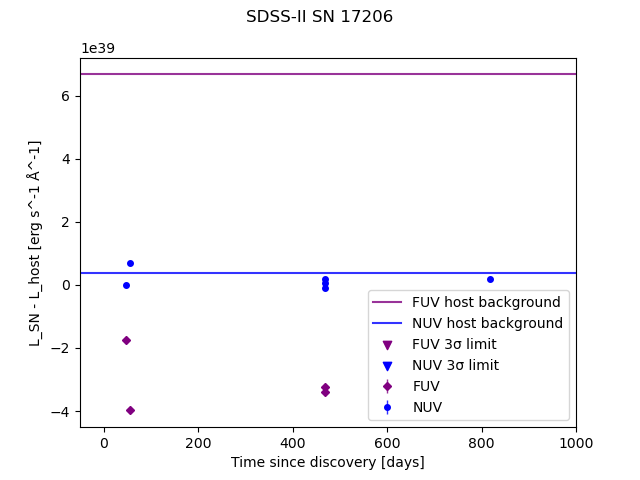 SDSS-II SN 17206
1e39
6
4
2
0
−2
−4
L_SN - L_host [erg s^-1 Å^-1]
FUV host background
NUV host background
FUV 3σ limit
NUV 3σ limit
FUV
NUV
0 200 400 600 800 1000
Time since discovery [days]